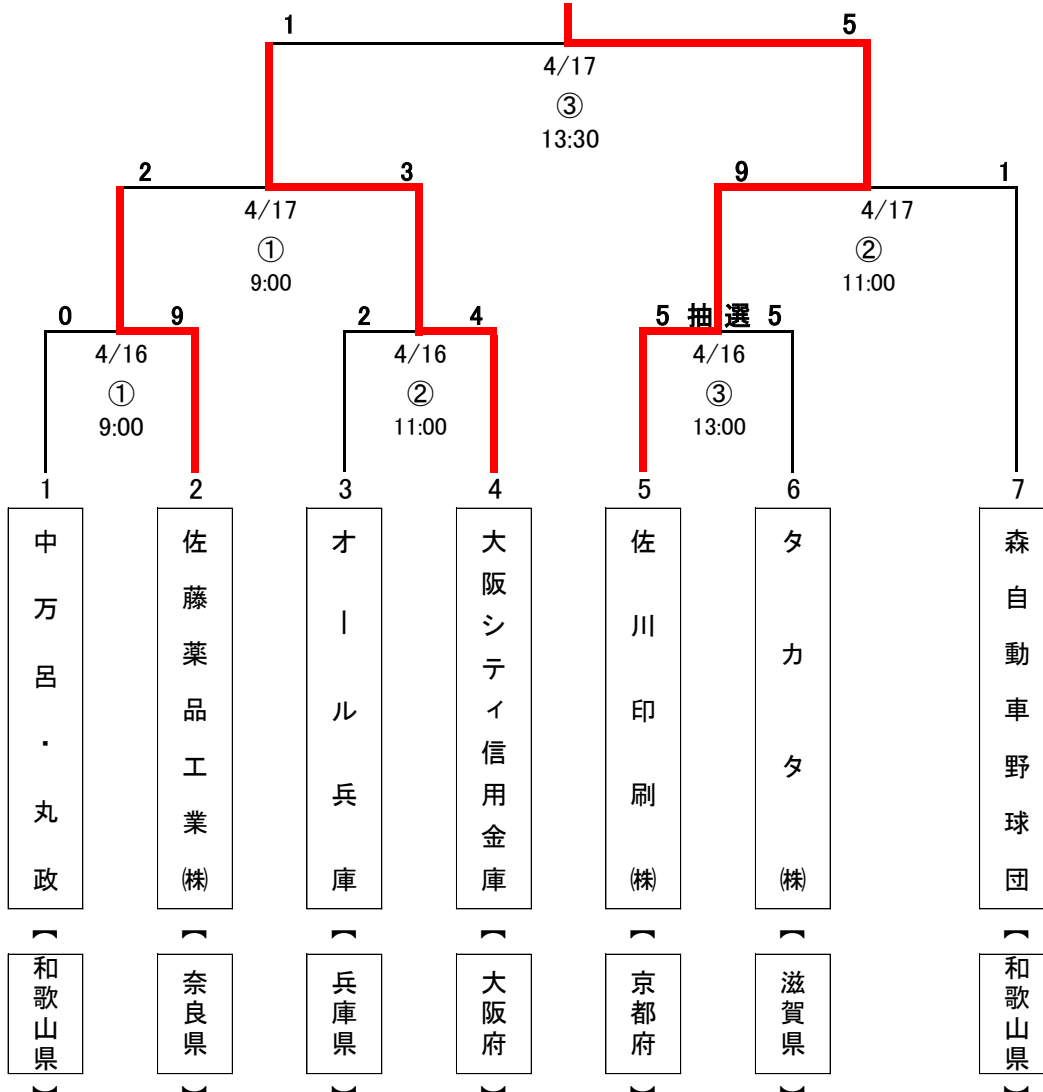 1
5
4/17
③
13:30
2
3
9
1
4/17
①
9:00
4/17
②
11:00
0
9
2
4
5 抽選 5
4/16
①
9:00
4/16
②
11:00
4/16
③
13:00
1
2
3
4
5
6
7
中万呂・丸政
佐藤薬品工業㈱
オール兵庫
大阪シティ信用金庫
佐川印刷㈱
タカタ㈱
森自動車野球団
【和歌山県】
【奈良県】
【兵庫県】
【大阪府】
【京都府】
【滋賀県】
【和歌山県】